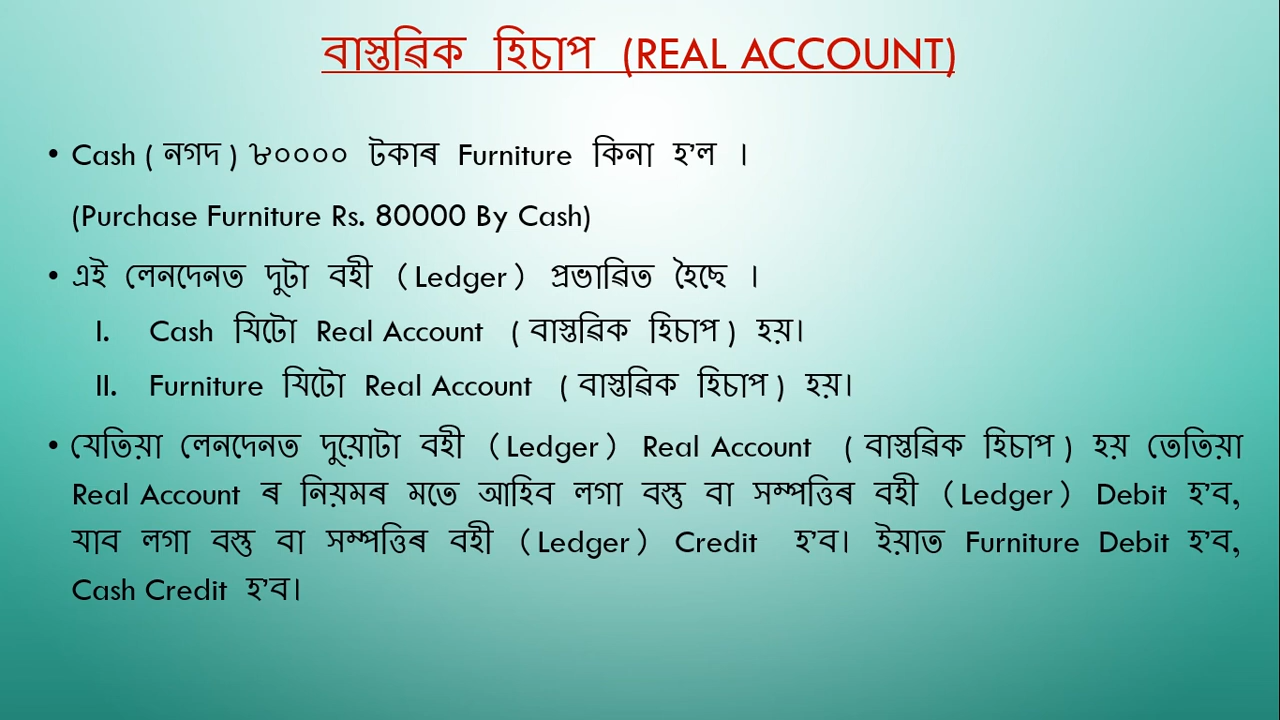 বাস্তৱিক হিচাপ (REAL ACCOUNT)
• Cash ( নগদ ) ৮০০০০ টকাৰ Furniture কিনা হ’ল ।
(Purchase Furniture Rs. 80000 By Cash)
• এই লেনদেনত দুটা বহী ( Ledger ) প্ৰভাৱিত হৈছে ।
I. Cash যিটো Real Account ( বাস্তৱিক হিচাপ ) হয়।
II. Furniture যিটো Real Account ( বাস্তৱিক হিচাপ ) হয়।
• যেতিয়া লেনদেনত দুয়োটা বহী ( Ledger ) Real Account ( বাস্তৱিক হিচাপ ) হয় তেতিয়া
Real Account ৰ নিয়মৰ মতে আহিব লগা বস্তু বা সম্পত্তিৰ বহী ( Ledger ) Debit হ’ব,
যাব লগা বস্তু বা সম্পত্তিৰ বহী ( Ledger ) Credit হ’ব। ইয়াত Furniture Debit হ’ব,
Cash Credit হ’ব।